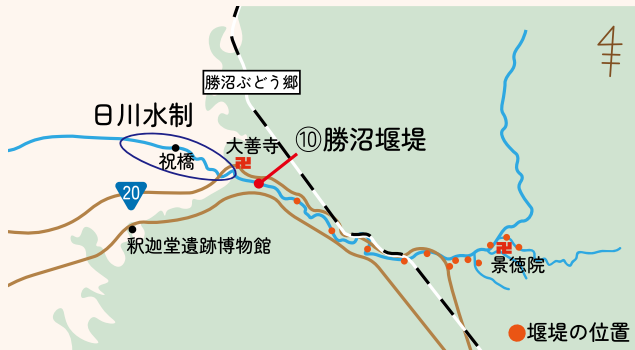 勝沼ぶどう郷
日川水制
⑩勝沼堰堤
大善寺
祝橋
20
釈迦堂遺跡博物館
景徳院
堰堤の位置